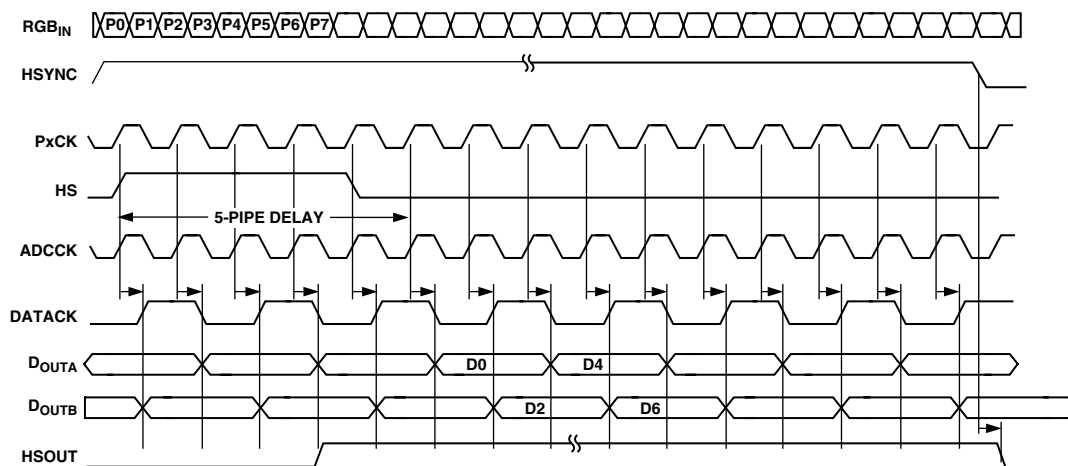 RGBIN P0 P1 P2 P3 P4 P5 P6 P7
HSYNC
PxCK
HS
5-PIPE DELAY
ADCCK
DATACK
DOUTA D0 D4
DOUTB D2 D6
HSOUT